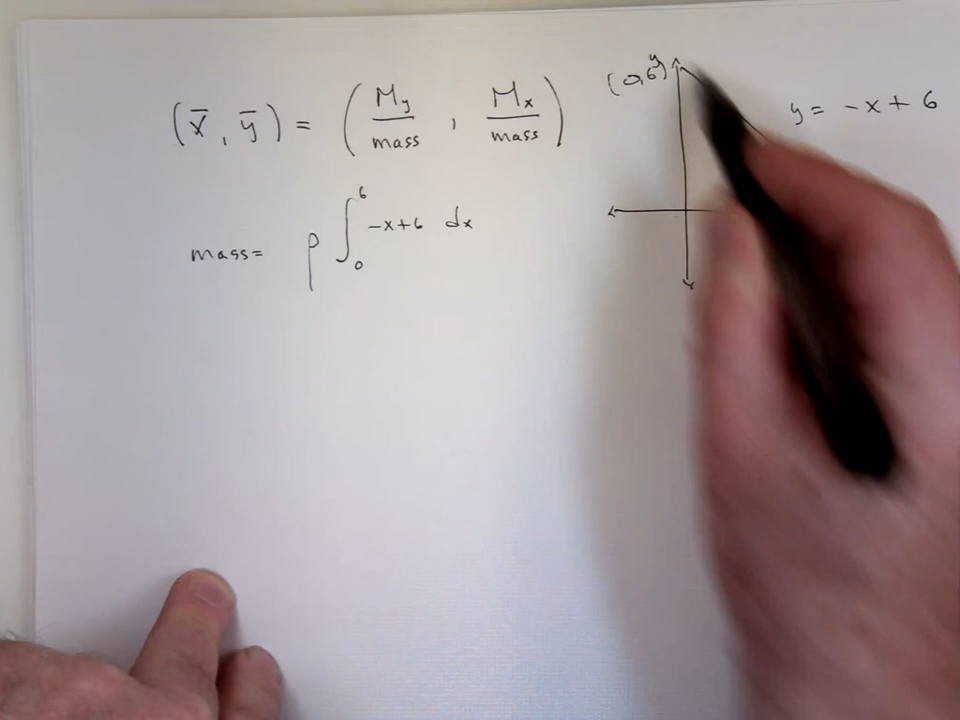 (x̄, ȳ) = (My/mass, Mx/mass)
mass = ρ ∫₀⁶ -x+6 dx
y
(0,6)
y = -x + 6